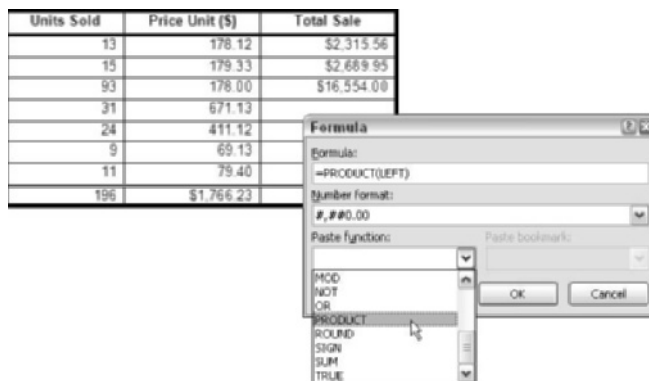 Units Sold Price Unit ($) Total Sale
13 178.12 $2,315.56
15 179.33 $2,689.95
93 178.00 $16,554.00
31 671.13
24 411.12
9 69.13
11 79.40
196 $1,766.23
Formula
Formula:
=PRODUCT(LEFT)
Number format:
#,##0.00
Paste function: Paste bookmark:
MOD
NOT
OR
PRODUCT
ROUND
SIGN
SUM
TRUE
OK Cancel